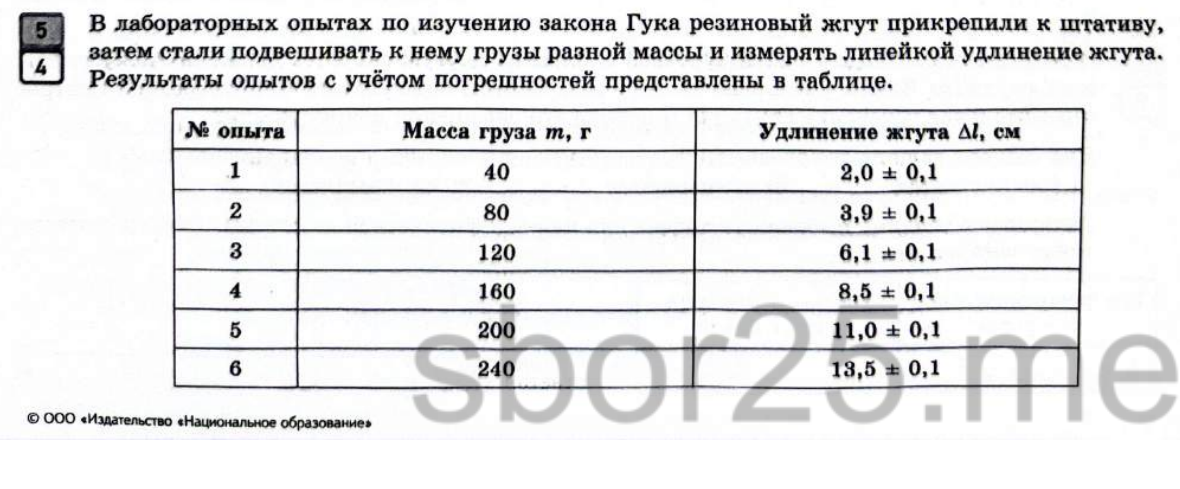 5
4
В лабораторных опытах по изучению закона Гука резиновый жгут прикрепили к штативу,
затем стали подвешивать к нему грузы разной массы и измерять линейкой удлинение жгута.
Результаты опытов с учётом погрешностей представлены в таблице.
№ опыта Масса груза m, г Удлинение жгута Δl, см
1 40 2,0 ± 0,1
2 80 3,9 ± 0,1
3 120 6,1 ± 0,1
4 160 8,5 ± 0,1
5 200 11,0 ± 0,1
6 240 13,5 ± 0,1
sbor25.me
© ООО «Издательство «Национальное образование»